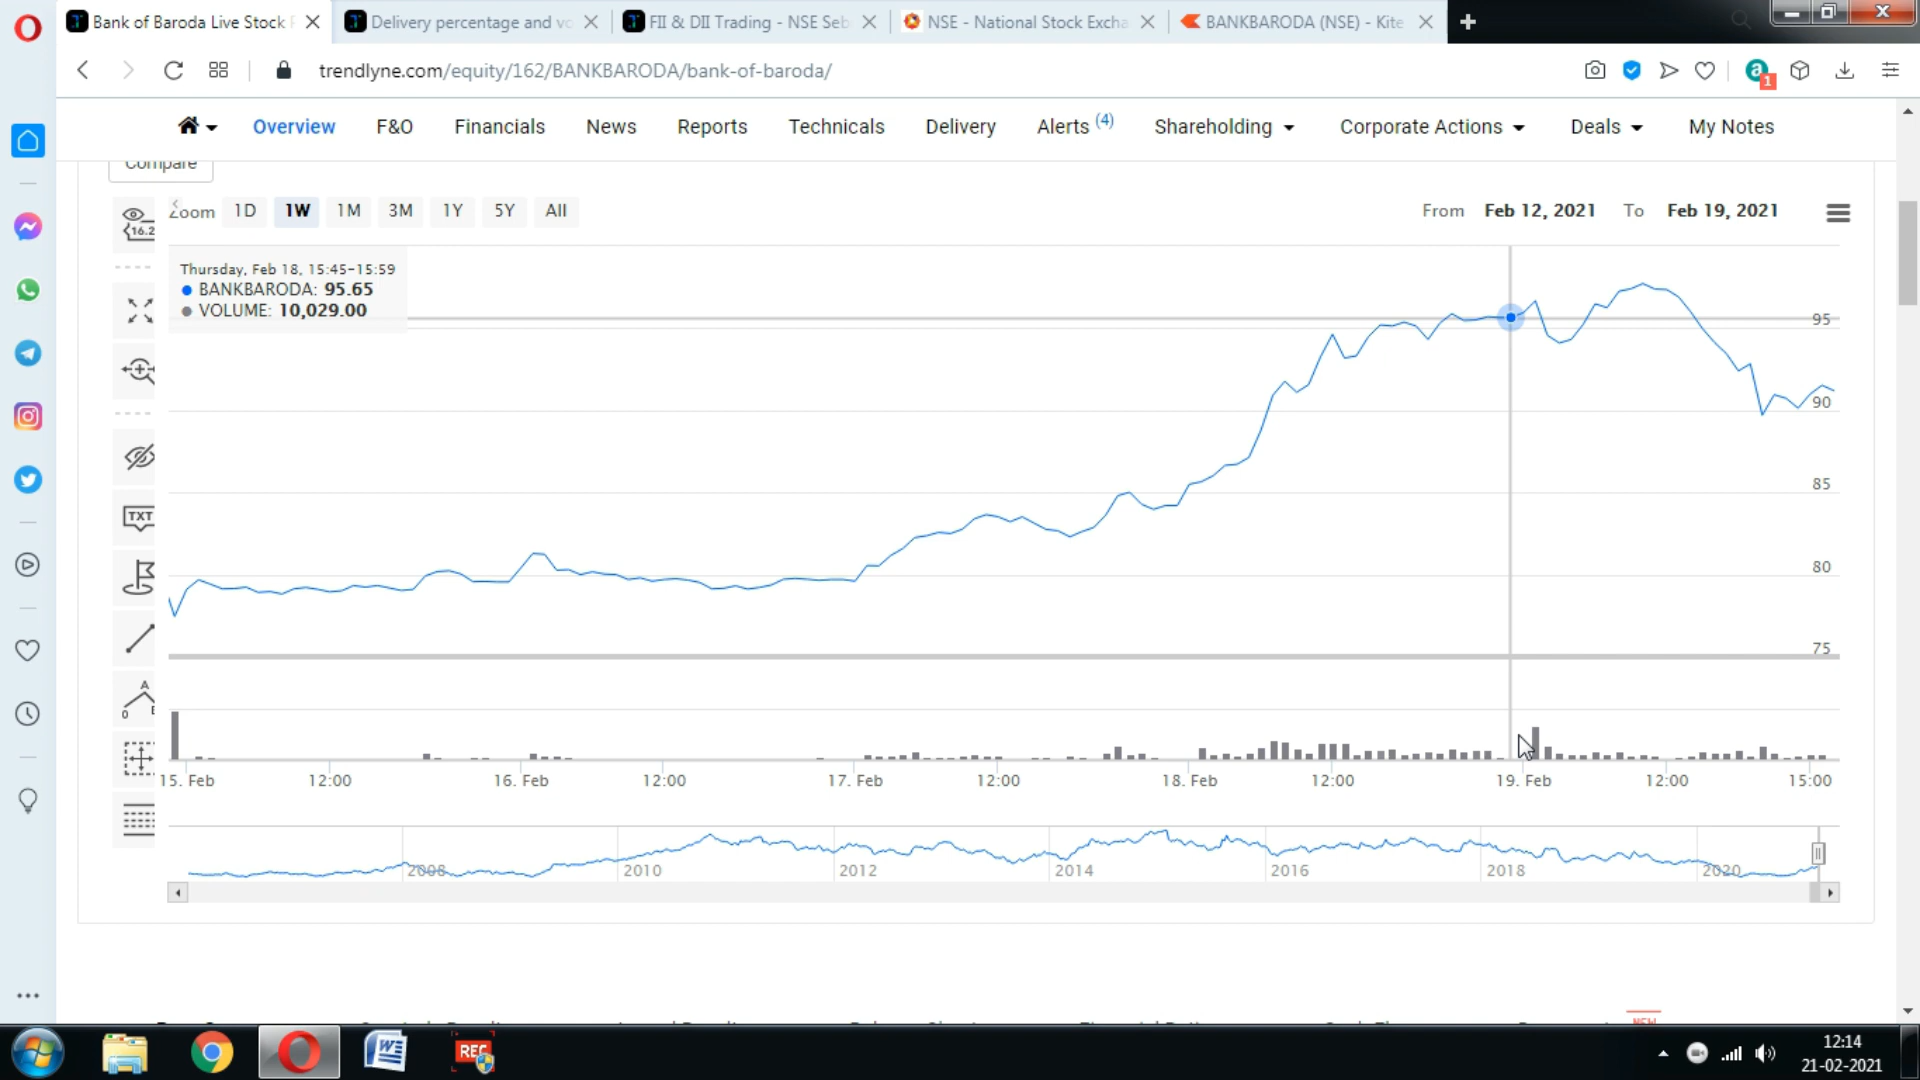 Bank of Baroda Live Stock P
Delivery percentage and vo
FII & DII Trading - NSE Seb
NSE - National Stock Excha
BANKBARODA (NSE) - Kite
trendlyne.com/equity/162/BANKBARODA/bank-of-baroda/
a
1
Overview
F&O
Financials
News
Reports
Technicals
Delivery
Alerts (4)
Shareholding
Corporate Actions
Deals
My Notes
Compare
Zoom
1D
1W
1M
3M
1Y
5Y
All
From Feb 12, 2021 To Feb 19, 2021
16.2
Thursday, Feb 18, 15:45-15:59
BANKBARODA: 95.65
VOLUME: 10,029.00
95
90
85
80
75
TXT
A
0
15. Feb
12:00
16. Feb
12:00
17. Feb
12:00
18. Feb
12:00
19. Feb
12:00
15:00
2008
2010
2012
2014
2016
2018
2020
NEW
REC
12:14
21-02-2021